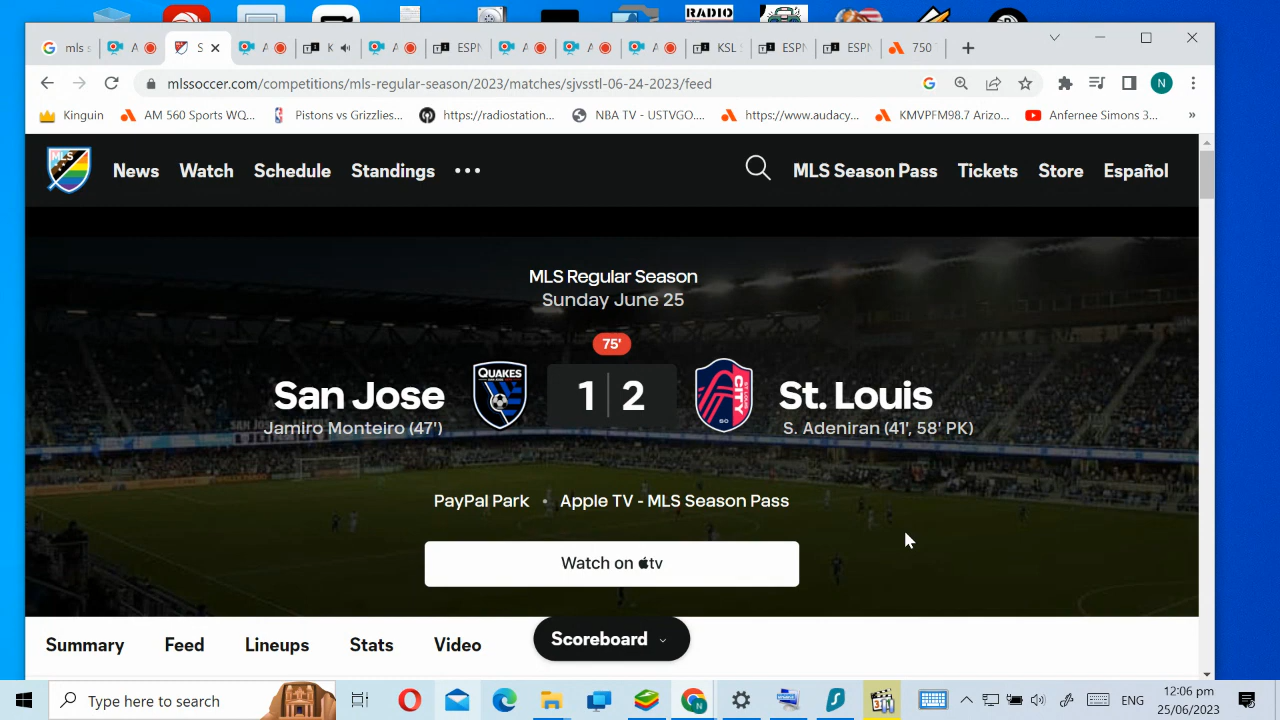 RADIO
mls s
A
S
A
K
A
ESPN
A
A
A
KSL S
ESPN
ESPN
750
mlssoccer.com/competitions/mls-regular-season/2023/matches/sjvsstl-06-24-2023/feed
N
Kinguin
AM 560 Sports WQ...
Pistons vs Grizzlies...
https://radiostation...
NBA TV - USTVGO....
https://www.audacy...
KMVPFM98.7 Arizo...
Anfernee Simons 3...
»
MLS
News
Watch
Schedule
Standings
MLS Season Pass
Tickets
Store
Español
MLS Regular Season
Sunday June 25
75'
San Jose
QUAKES
1 2
CITY
St. Louis
Jamiro Monteiro (47')
S. Adeniran (41', 58' PK)
PayPal Park • Apple TV - MLS Season Pass
Watch on tv
Summary
Feed
Lineups
Stats
Video
Scoreboard
Type here to search
ENG
12:06 pm
25/06/2023